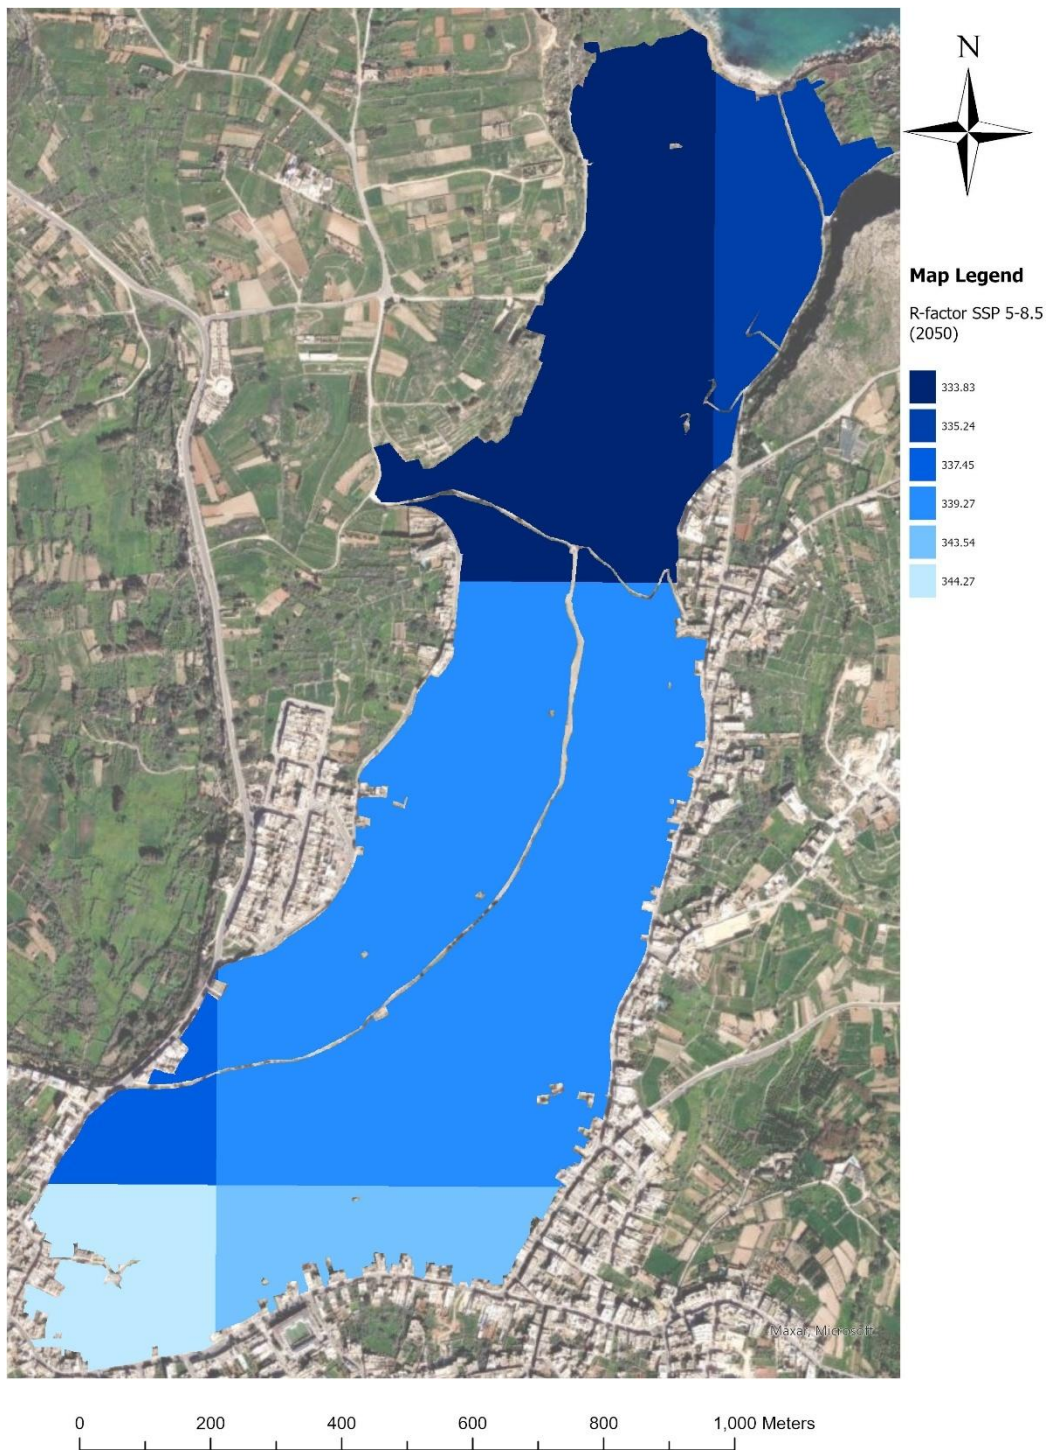 N
Map Legend
R-factor SSP 5-8.5
(2050)
333.83
335.24
337.45
339.27
343.54
344.27
Maxar, Microsoft
0 200 400 600 800 1,000 Meters